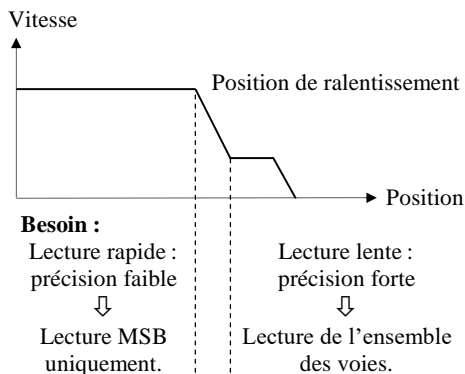 Vitesse
Position de ralentissement
Position
Besoin :
Lecture rapide :
précision faible
Lecture MSB
uniquement.
Lecture lente :
précision forte
Lecture de l’ensemble
des voies.